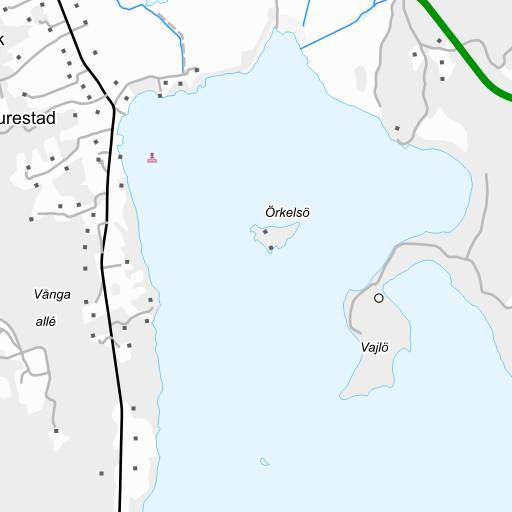 k
urestad
Örkelsö
Vånga
allé
Vajlö